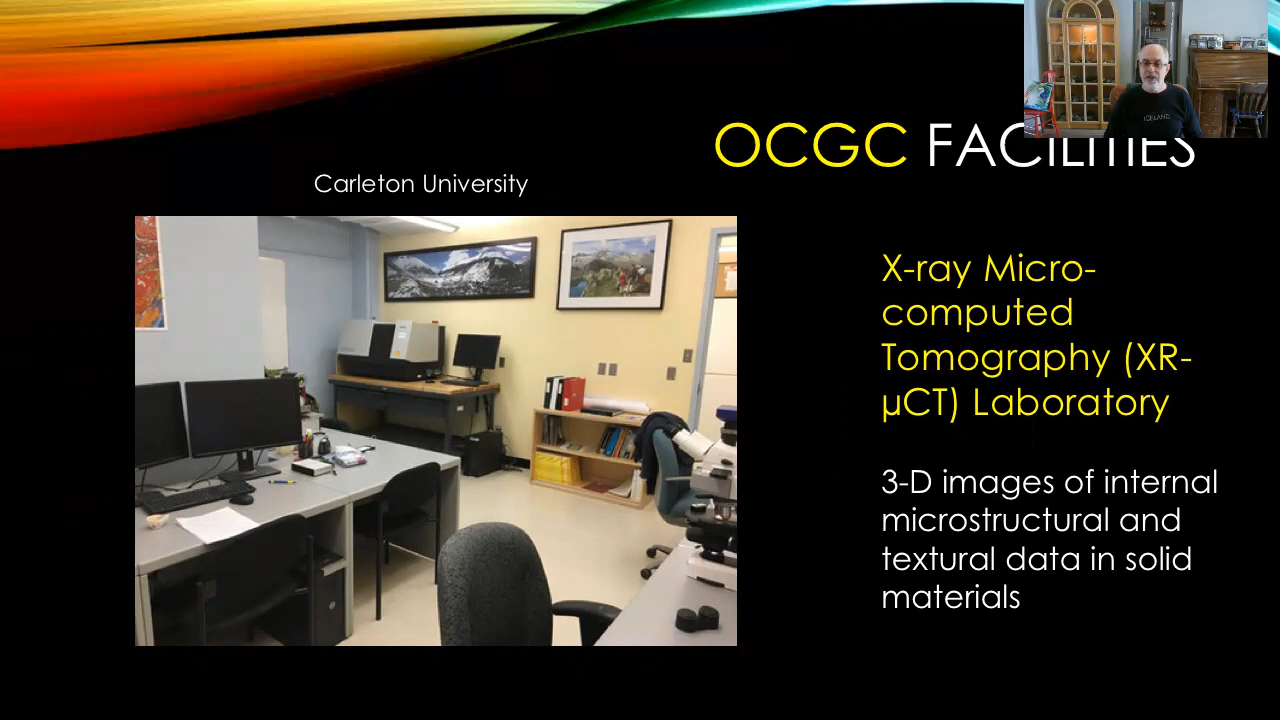 OCGC FACILITIES
Carleton University
X-ray Micro-
computed
Tomography (XR-
µCT) Laboratory
3-D images of internal
microstructural and
textural data in solid
materials
ICELAND